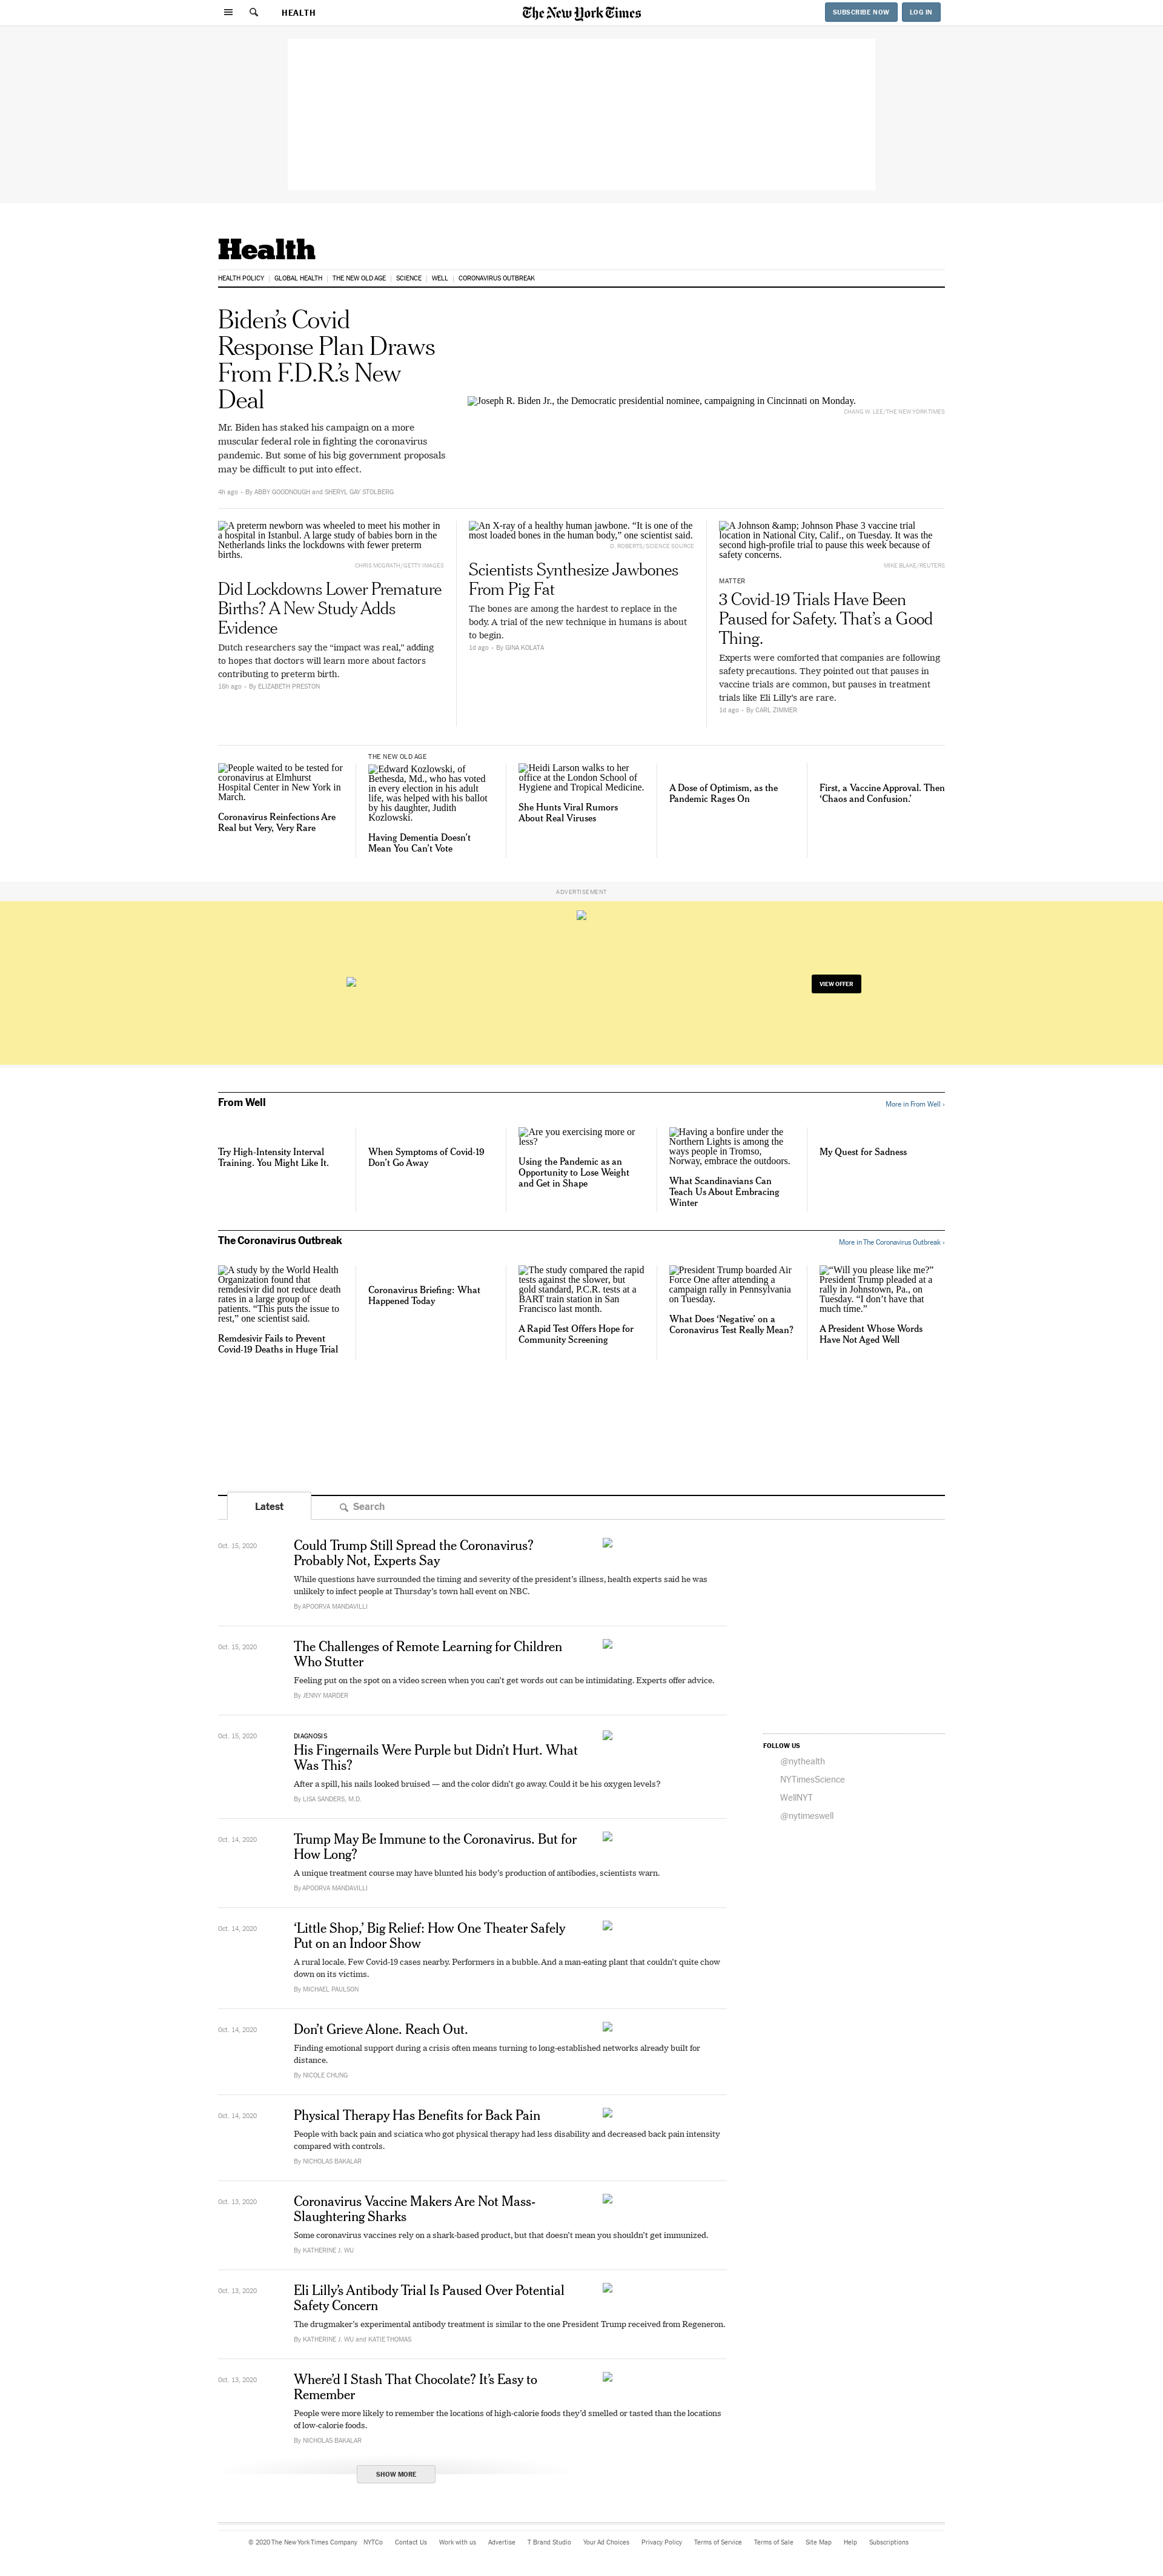 HEALTH
The New York Times
SUBSCRIBE NOW
LOG IN
Health
HEALTH POLICY
GLOBAL HEALTH
THE NEW OLD AGE
SCIENCE
WELL
CORONAVIRUS OUTBREAK
Biden’s Covid
Response Plan Draws
From F.D.R.’s New
Deal
Mr. Biden has staked his campaign on a more
muscular federal role in fighting the coronavirus
pandemic. But some of his big government proposals
may be difficult to put into effect.
4h ago - By ABBY GOODNOUGH and SHERYL GAY STOLBERG
Joseph R. Biden Jr., the Democratic presidential nominee, campaigning in Cincinnati on Monday.
CHANG W. LEE/THE NEW YORK TIMES
A preterm newborn was wheeled to meet his mother in
a hospital in Istanbul. A large study of babies born in the
Netherlands links the lockdowns with fewer preterm
births.
CHRIS MCGRATH/GETTY IMAGES
Did Lockdowns Lower Premature
Births? A New Study Adds
Evidence
Dutch researchers say the “impact was real,” adding
to hopes that doctors will learn more about factors
contributing to preterm birth.
16h ago - By ELIZABETH PRESTON
An X-ray of a healthy human jawbone. “It is one of the
most loaded bones in the human body,” one scientist said.
D. ROBERTS/SCIENCE SOURCE
Scientists Synthesize Jawbones
From Pig Fat
The bones are among the hardest to replace in the
body. A trial of the new technique in humans is about
to begin.
1d ago - By GINA KOLATA
A Johnson &amp; Johnson Phase 3 vaccine trial
location in National City, Calif., on Tuesday. It was the
second high-profile trial to pause this week because of
safety concerns.
MIKE BLAKE/REUTERS
MATTER
3 Covid-19 Trials Have Been
Paused for Safety. That’s a Good
Thing.
Experts were comforted that companies are following
safety precautions. They pointed out that pauses in
vaccine trials are common, but pauses in treatment
trials like Eli Lilly’s are rare.
1d ago - By CARL ZIMMER
People waited to be tested for
coronavirus at Elmhurst
Hospital Center in New York in
March.
Coronavirus Reinfections Are
Real but Very, Very Rare
THE NEW OLD AGE
Edward Kozlowski, of
Bethesda, Md., who has voted
in every election in his adult
life, was helped with his ballot
by his daughter, Judith
Kozlowski.
Having Dementia Doesn’t
Mean You Can’t Vote
Heidi Larson walks to her
office at the London School of
Hygiene and Tropical Medicine.
She Hunts Viral Rumors
About Real Viruses
A Dose of Optimism, as the
Pandemic Rages On
First, a Vaccine Approval. Then
‘Chaos and Confusion.’
ADVERTISEMENT
VIEW OFFER
From Well
More in From Well ›
Try High-Intensity Interval
Training. You Might Like It.
When Symptoms of Covid-19
Don’t Go Away
Are you exercising more or
less?
Using the Pandemic as an
Opportunity to Lose Weight
and Get in Shape
Having a bonfire under the
Northern Lights is among the
ways people in Tromso,
Norway, embrace the outdoors.
What Scandinavians Can
Teach Us About Embracing
Winter
My Quest for Sadness
The Coronavirus Outbreak
More in The Coronavirus Outbreak ›
A study by the World Health
Organization found that
remdesivir did not reduce death
rates in a large group of
patients. “This puts the issue to
rest,” one scientist said.
Remdesivir Fails to Prevent
Covid-19 Deaths in Huge Trial
Coronavirus Briefing: What
Happened Today
The study compared the rapid
tests against the slower, but
gold standard, P.C.R. tests at a
BART train station in San
Francisco last month.
A Rapid Test Offers Hope for
Community Screening
President Trump boarded Air
Force One after attending a
campaign rally in Pennsylvania
on Tuesday.
What Does ‘Negative’ on a
Coronavirus Test Really Mean?
“Will you please like me?”
President Trump pleaded at a
rally in Johnstown, Pa., on
Tuesday. “I don’t have that
much time.”
A President Whose Words
Have Not Aged Well
Latest
Search
Oct. 15, 2020
Could Trump Still Spread the Coronavirus?
Probably Not, Experts Say
While questions have surrounded the timing and severity of the president’s illness, health experts said he was
unlikely to infect people at Thursday’s town hall event on NBC.
By APOORVA MANDAVILLI
Oct. 15, 2020
The Challenges of Remote Learning for Children
Who Stutter
Feeling put on the spot on a video screen when you can’t get words out can be intimidating. Experts offer advice.
By JENNY MARDER
Oct. 15, 2020
DIAGNOSIS
His Fingernails Were Purple but Didn’t Hurt. What
Was This?
After a spill, his nails looked bruised — and the color didn’t go away. Could it be his oxygen levels?
By LISA SANDERS, M.D.
FOLLOW US
@nythealth
NYTimesScience
WellNYT
@nytimeswell
Oct. 14, 2020
Trump May Be Immune to the Coronavirus. But for
How Long?
A unique treatment course may have blunted his body’s production of antibodies, scientists warn.
By APOORVA MANDAVILLI
Oct. 14, 2020
‘Little Shop,’ Big Relief: How One Theater Safely
Put on an Indoor Show
A rural locale. Few Covid-19 cases nearby. Performers in a bubble. And a man-eating plant that couldn’t quite chow
down on its victims.
By MICHAEL PAULSON
Oct. 14, 2020
Don’t Grieve Alone. Reach Out.
Finding emotional support during a crisis often means turning to long-established networks already built for
distance.
By NICOLE CHUNG
Oct. 14, 2020
Physical Therapy Has Benefits for Back Pain
People with back pain and sciatica who got physical therapy had less disability and decreased back pain intensity
compared with controls.
By NICHOLAS BAKALAR
Oct. 13, 2020
Coronavirus Vaccine Makers Are Not Mass-
Slaughtering Sharks
Some coronavirus vaccines rely on a shark-based product, but that doesn’t mean you shouldn’t get immunized.
By KATHERINE J. WU
Oct. 13, 2020
Eli Lilly’s Antibody Trial Is Paused Over Potential
Safety Concern
The drugmaker’s experimental antibody treatment is similar to the one President Trump received from Regeneron.
By KATHERINE J. WU and KATIE THOMAS
Oct. 13, 2020
Where’d I Stash That Chocolate? It’s Easy to
Remember
People were more likely to remember the locations of high-calorie foods they’d smelled or tasted than the locations
of low-calorie foods.
By NICHOLAS BAKALAR
SHOW MORE
© 2020 The New York Times Company
NYTCo
Contact Us
Work with us
Advertise
T Brand Studio
Your Ad Choices
Privacy Policy
Terms of Service
Terms of Sale
Site Map
Help
Subscriptions